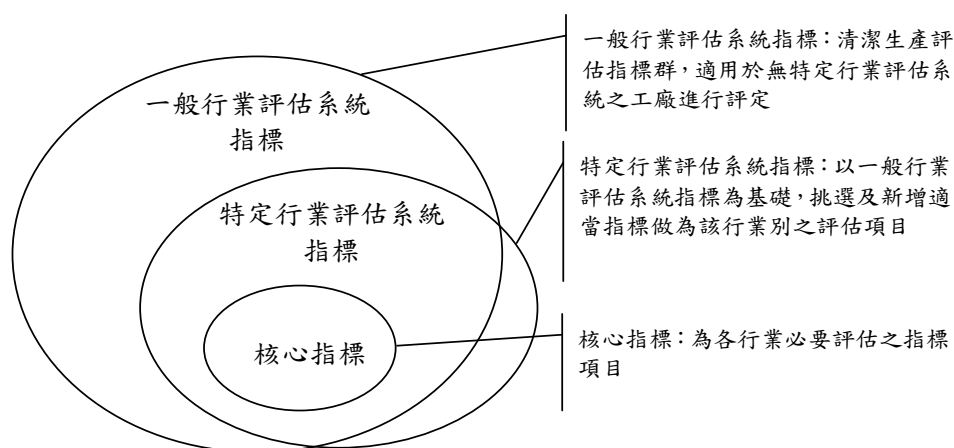 一般行業評估系統指標：清潔生產評
估指標群，適用於無特定行業評估系
統之工廠進行評定
一般行業評估系統
指標
特定行業評估系統指標：以一般行業
評估系統指標為基礎，挑選及新增適
當指標做為該行業別之評估項目
特定行業評估系統
指標
核心指標：為各行業必要評估之指標
項目
核心指標